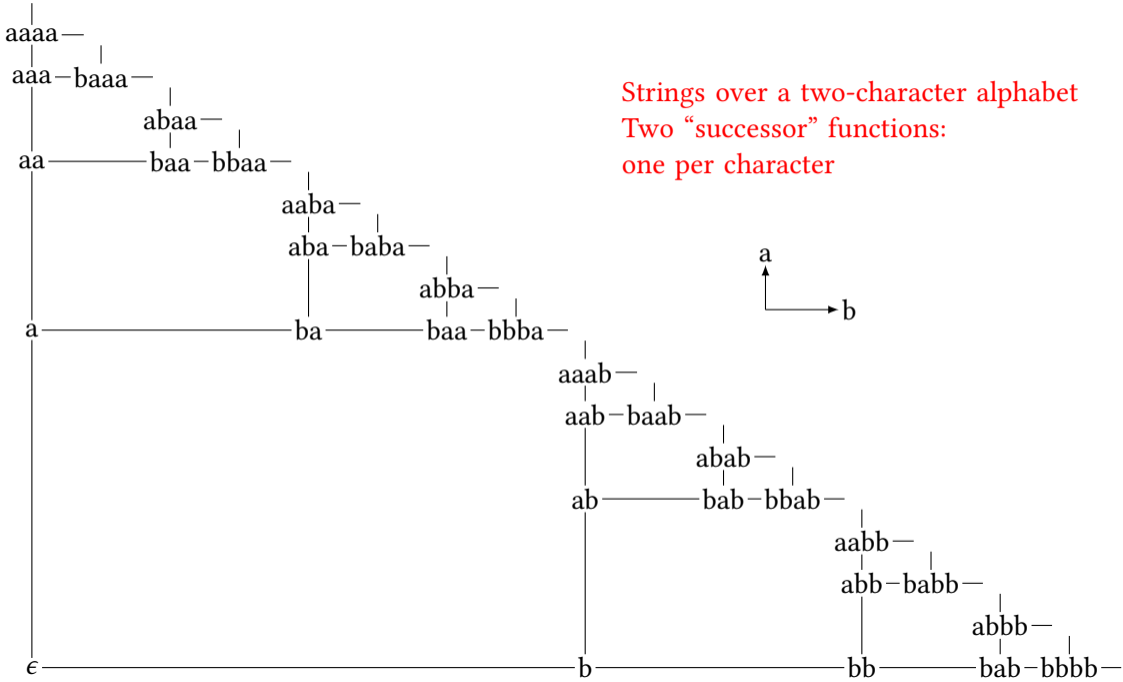 aaaa
aaa baaa
Strings over a two-character alphabet
Two “successor” functions:
one per character
abaa
aa baa bbaa
aaba
aba baba
a
b
abba
a ba baa bbba
aaab
aab baab
abab
ab bab bbab
aabb
abb babb
abbb
ϵ b bb bab bbbb